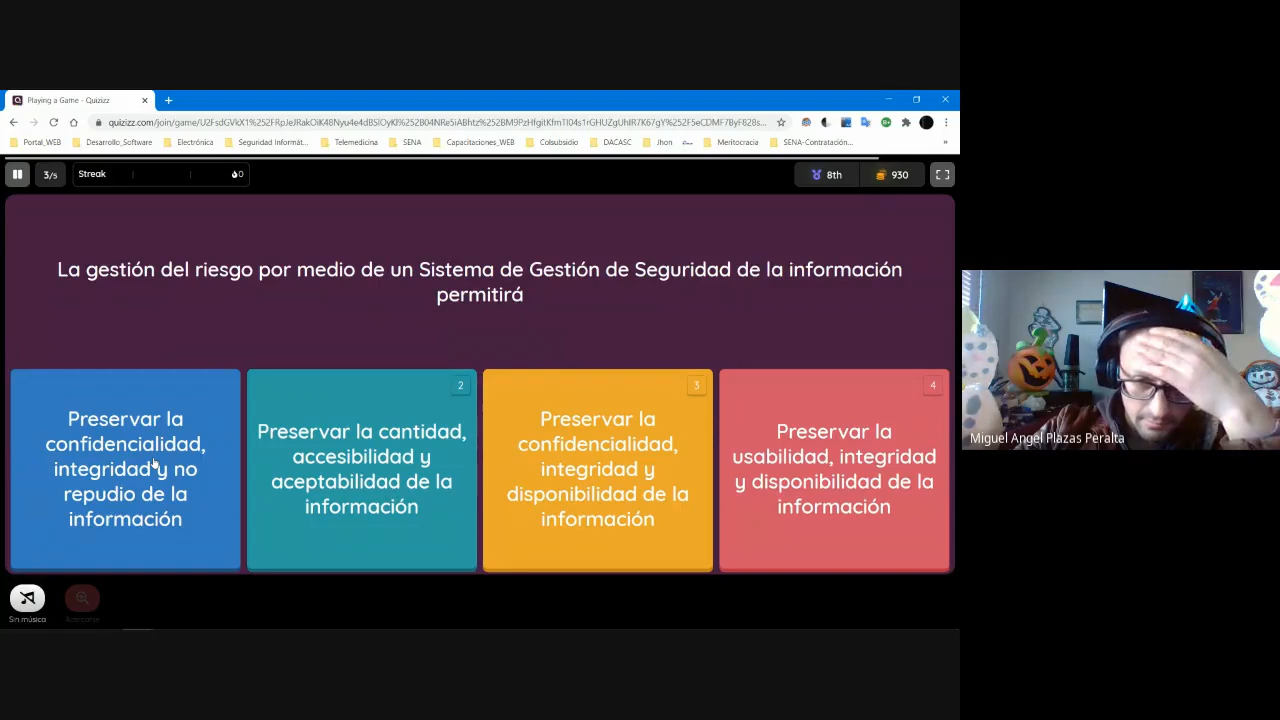 Playing a Game - Quizizz
Portal_WEB
Desarrollo_Software
Electrónica
Seguridad Informát...
Telemedicina
SENA
Capacitaciones_WEB
Colsubsidio
DACASC
Jhon
Meritocracia
SENA-Contratación...
»
3/5
Streak
0
8th
930
La gestión del riesgo por medio de un Sistema de Gestión de Seguridad de la información
permitirá
Preservar la
confidencialidad,
integridad y no
repudio de la
información
2
Preservar la cantidad,
accesibilidad y
aceptabilidad de la
información
3
Preservar la
confidencialidad,
integridad y
disponibilidad de la
información
4
Preservar la
usabilidad, integridad
y disponibilidad de la
información
Sin música
Acercarse
Miguel Angel Plazas Peralta